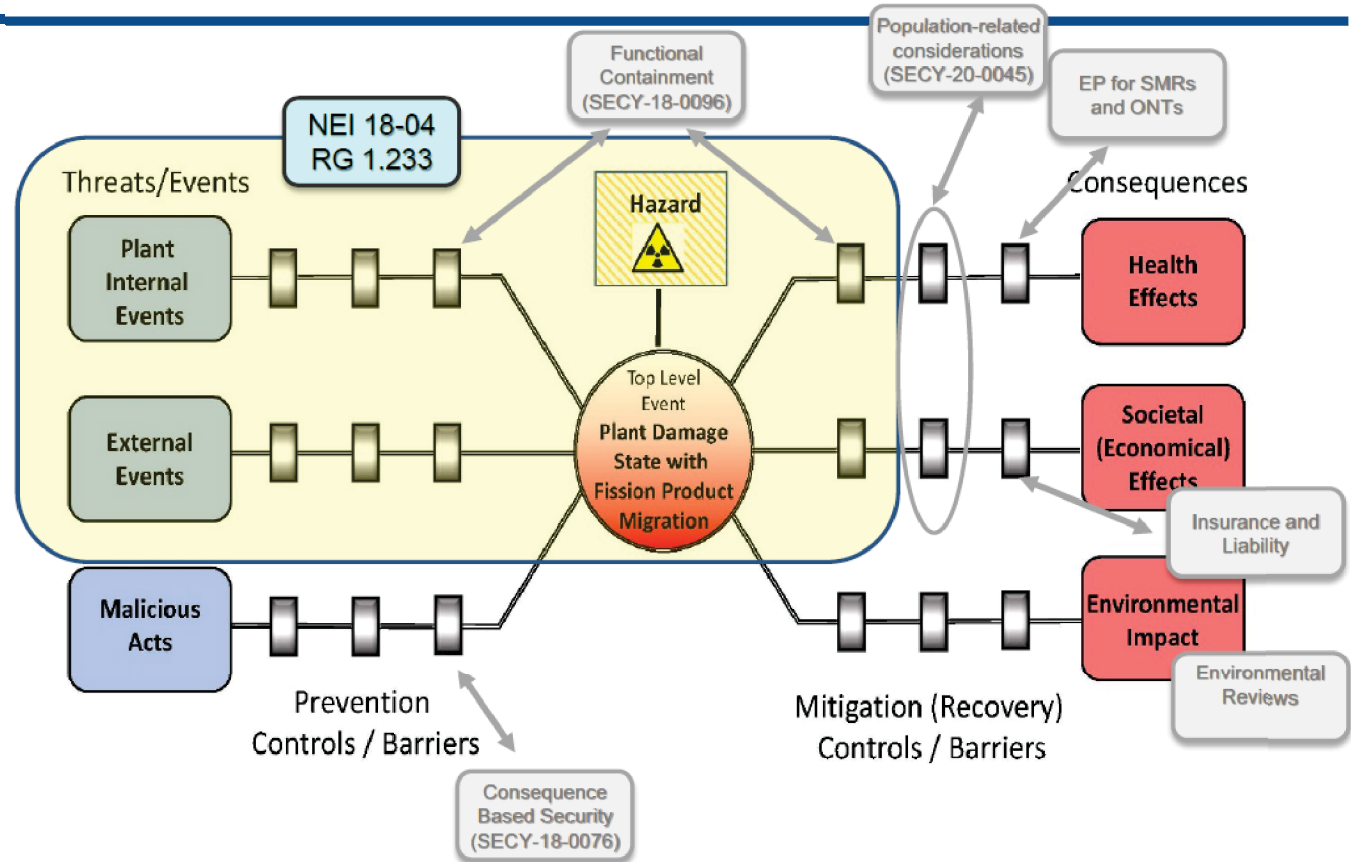 Functional
Containment
(SECY-18-0096)
Population-related
considerations
(SECY-20-0045)
EP for SMRs
and ONTs
NEI 18-04
RG 1.233
Threats/Events
Consequences
Hazard
Plant
Internal
Events
Health
Effects
External
Events
Top Level
Event
Plant Damage
State with
Fission Product
Migration
Societal
(Economical)
Effects
Insurance and
Liability
Malicious
Acts
Environmental
Impact
Environmental
Reviews
Prevention
Controls / Barriers
Mitigation (Recovery)
Controls / Barriers
Consequence
Based Security
(SECY-18-0076)